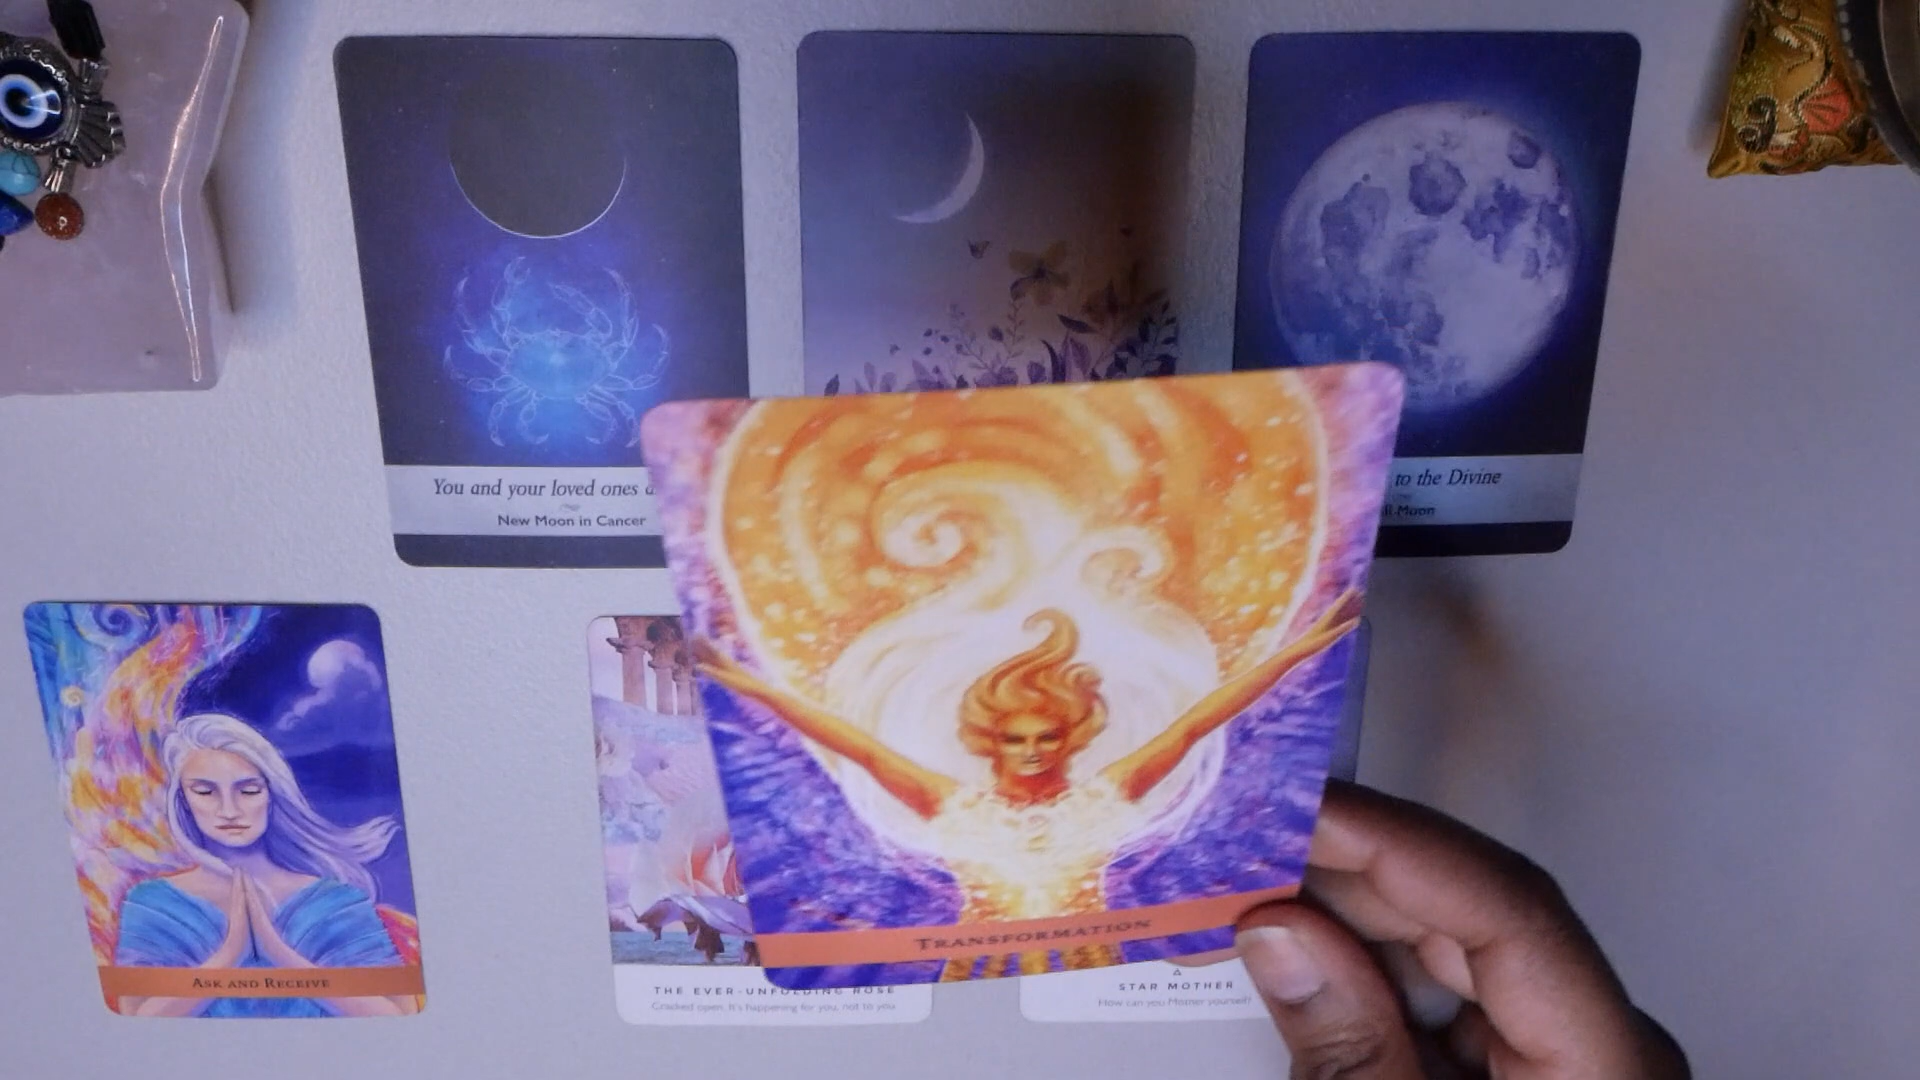 You and your loved ones
New Moon in Cancer
to the Divine
Moon
TRANSFORMATION
ASK AND RECEIVE
THE EVER-UNFOLDING ROSE
Cracked open. It's happening for you, not to you.
STAR MOTHER
How can you Mother yourself?